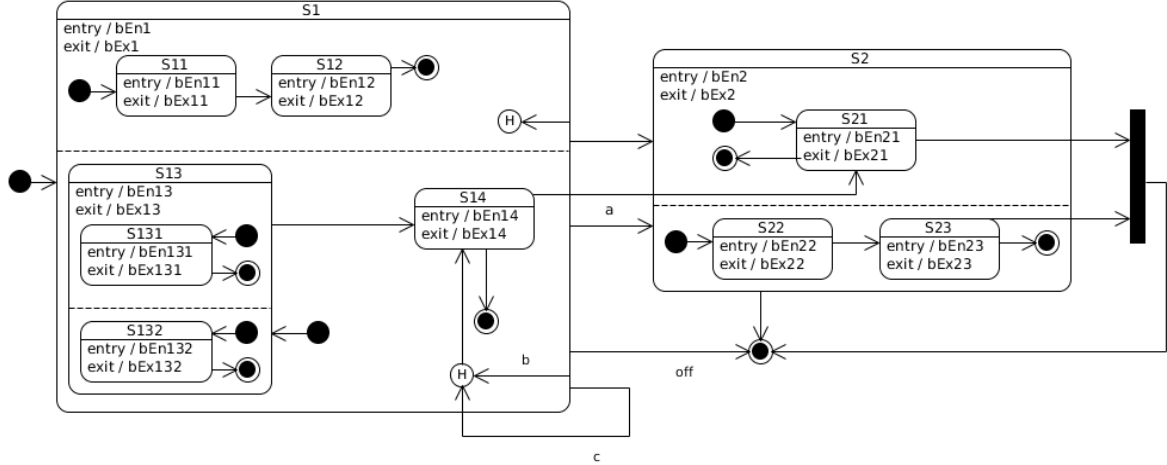 S1
entry / bEn1
exit / bEx1
S11
entry / bEn11
exit / bEx11
S12
entry / bEn12
exit / bEx12
H
S13
entry / bEn13
exit / bEx13
S131
entry / bEn131
exit / bEx131
S132
entry / bEn132
exit / bEx132
S14
entry / bEn14
exit / bEx14
H
a
b
c
off
S2
entry / bEn2
exit / bEx2
S21
entry / bEn21
exit / bEx21
S22
entry / bEn22
exit / bEx22
S23
entry / bEn23
exit / bEx23